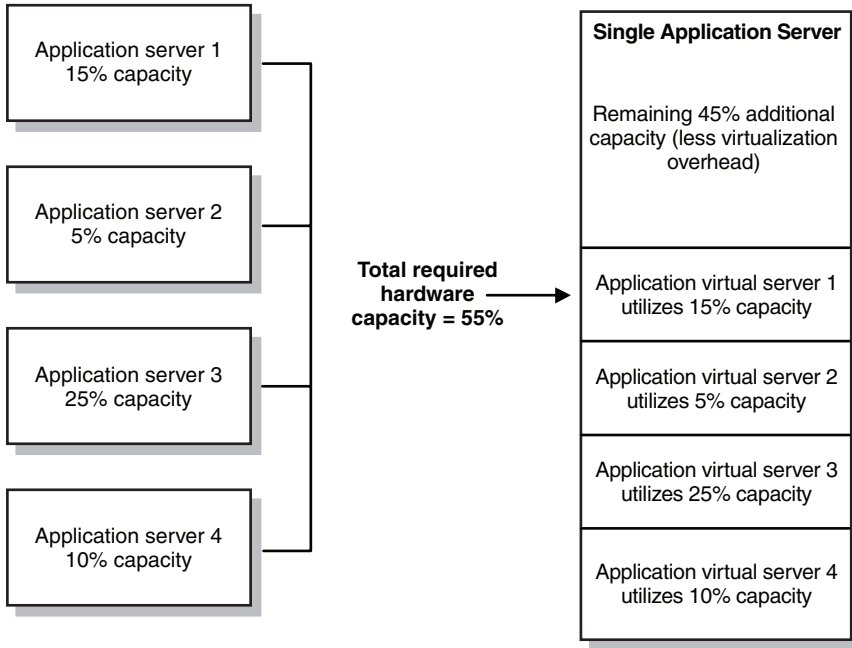 Application server 1
15% capacity
Application server 2
5% capacity
Application server 3
25% capacity
Application server 4
10% capacity
Total required
hardware
capacity = 55%
Single Application Server
Remaining 45% additional
capacity (less virtualization
overhead)
Application virtual server 1
utilizes 15% capacity
Application virtual server 2
utilizes 5% capacity
Application virtual server 3
utilizes 25% capacity
Application virtual server 4
utilizes 10% capacity